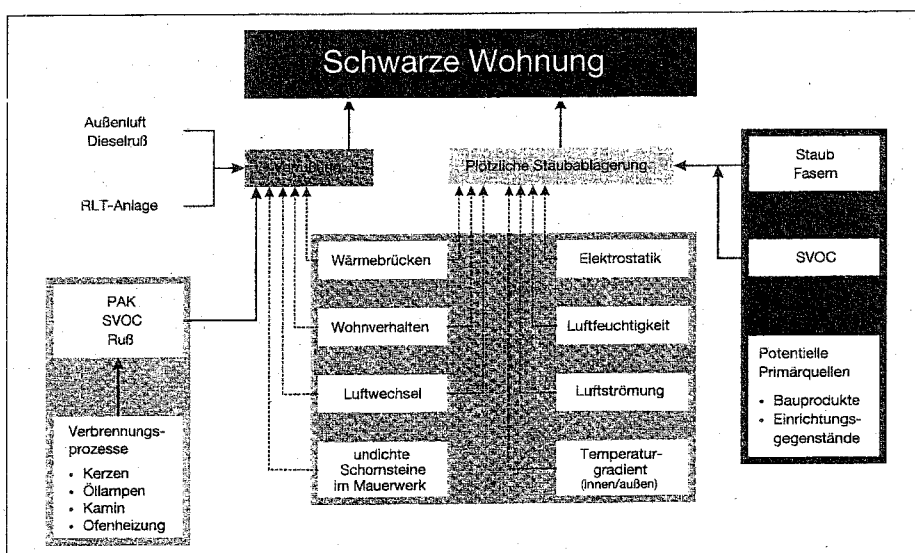 Schwarze Wohnung
Außenluft
Dieselruß
RLT-Anlage
Plötzliche Staubablagerung
Staub
Fasern
SVOC
Potentielle
Primärquellen
• Bauprodukte
• Einrichtungs-
gegenstände
PAK
SVOC
Ruß
Verbrennungs-
prozesse
• Kerzen
• Öllampen
• Kamin
• Ofenheizung
Wärmebrücken
Wohnverhalten
Luftwechsel
undichte
Schornsteine
im Mauerwerk
Elektrostatik
Luftfeuchtigkeit
Luftströmung
Temperatur-
gradient
(innen/außen)